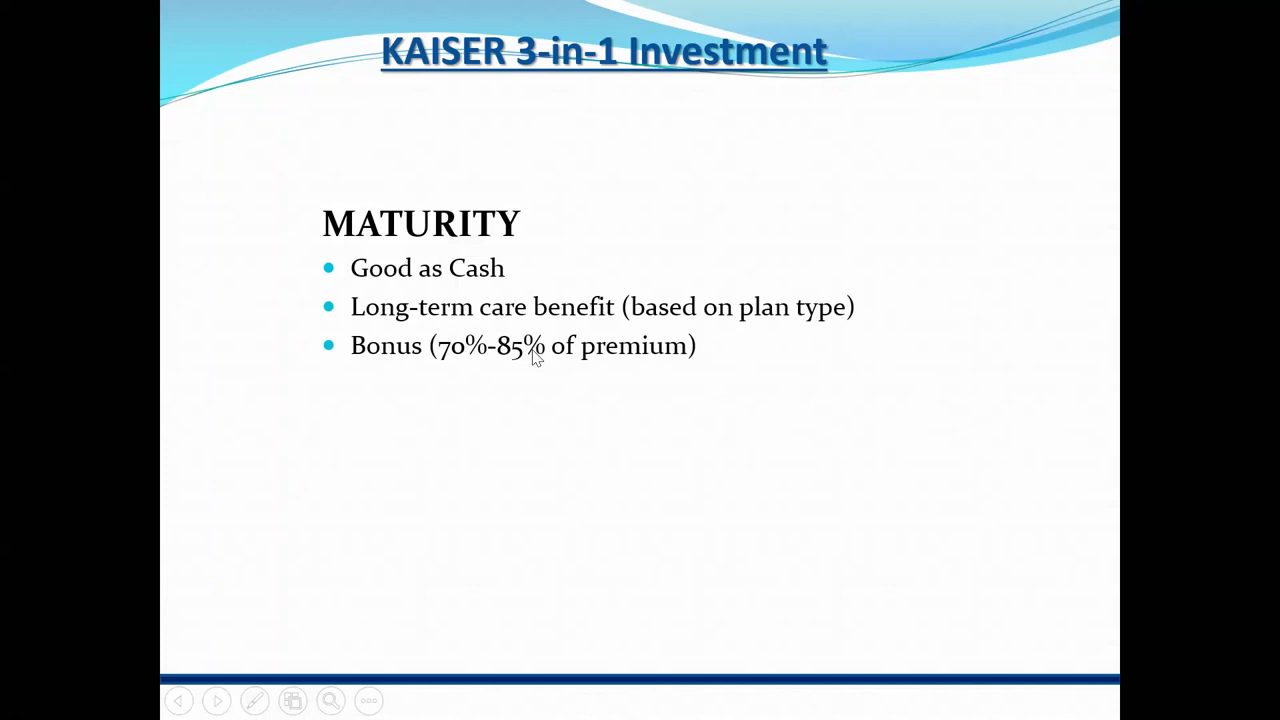 KAISER 3-in-1 Investment
MATURITY
Good as Cash
Long-term care benefit (based on plan type)
Bonus (70%-85% of premium)